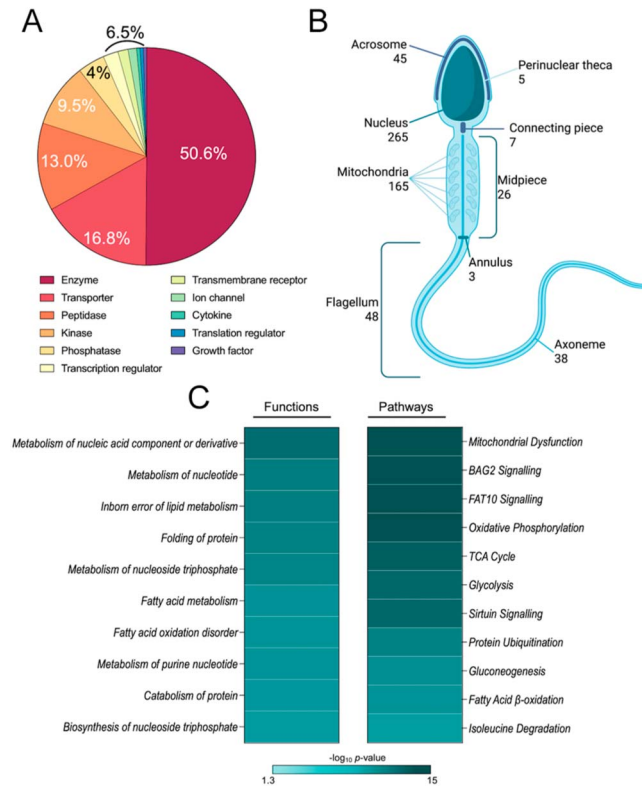 A
6.5%
4%
9.5%
13.0%
16.8%
50.6%
Enzyme
Transporter
Peptidase
Kinase
Phosphatase
Transcription regulator
Transmembrane receptor
Ion channel
Cytokine
Translation regulator
Growth factor
B
Acrosome
45
Perinuclear theca
5
Nucleus
265
Connecting piece
7
Mitochondria
165
Midpiece
26
Annulus
3
Flagellum
48
Axoneme
38
C
Functions
Metabolism of nucleic acid component or derivative
Metabolism of nucleotide
Inborn error of lipid metabolism
Folding of protein
Metabolism of nucleoside triphosphate
Fatty acid metabolism
Fatty acid oxidation disorder
Metabolism of purine nucleotide
Catabolism of protein
Biosynthesis of nucleoside triphosphate
Pathways
Mitochondrial Dysfunction
BAG2 Signalling
FAT10 Signalling
Oxidative Phosphorylation
TCA Cycle
Glycolysis
Sirtuin Signalling
Protein Ubiquitination
Gluconeogenesis
Fatty Acid β-oxidation
Isoleucine Degradation
-log₁₀ p-value
1.3 15